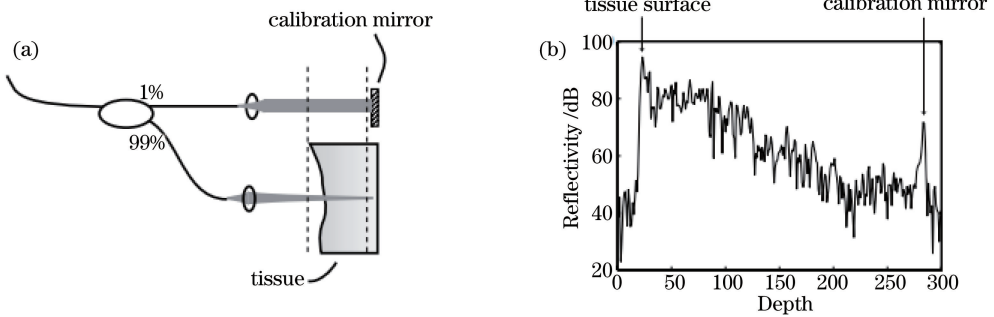 (a)
calibration mirror
1%
99%
tissue
(b)
tissue surface
calibration mirror
Reflectivity /dB
100
80
60
40
20
0 50 100 150 200 250 300
Depth